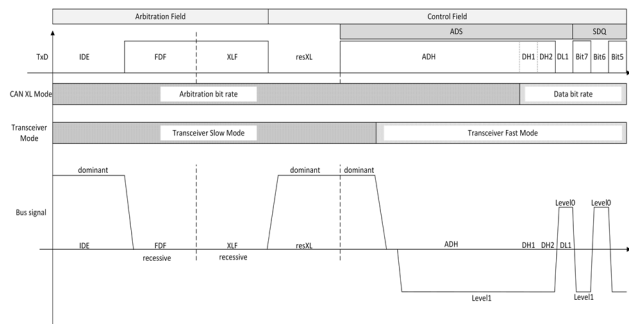 Arbitration Field Control Field
ADS SDQ
TxD IDE FDF XLF resXL ADH DH1 DH2 DL1 Bit7 Bit6 Bit5
CAN XL Mode Arbitration bit rate Data bit rate
Transceiver
Mode Transceiver Slow Mode Transceiver Fast Mode
dominant dominant dominant
Level0 Level0
Bus signal
IDE FDF XLF resXL ADH DH1 DH2 DL1
recessive recessive
Level1 Level1